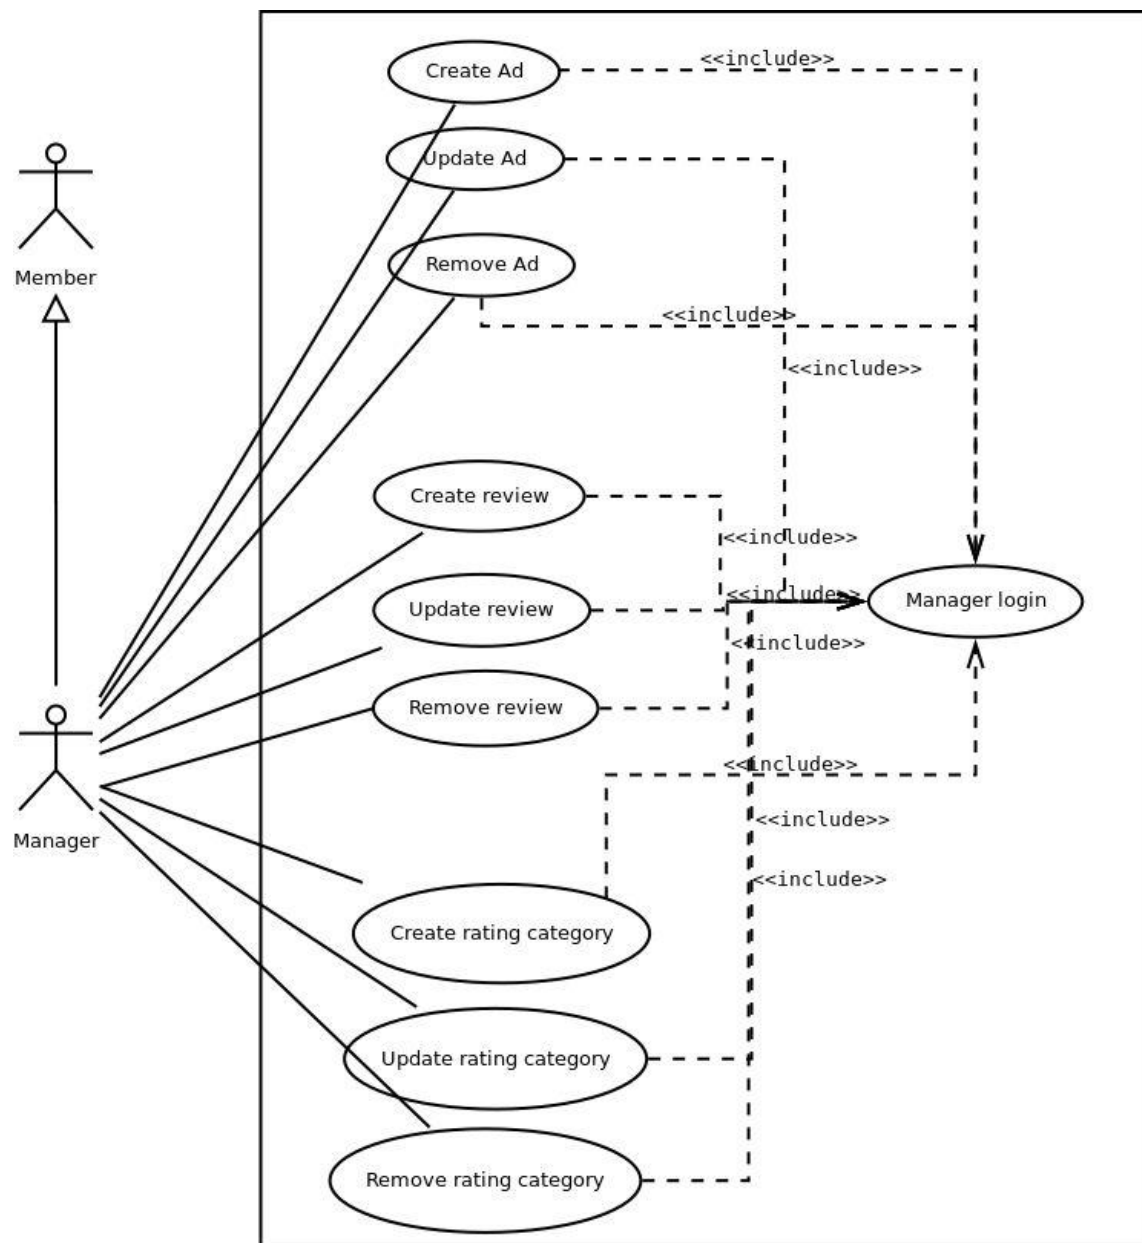 Create Ad
<<include>>
Update Ad
Remove Ad
Member
<<include>>
<<include>>
Create review
<<include>>
<<include>>
Manager login
Update review
<<include>>
Remove review
<<include>>
<<include>>
Manager
<<include>>
Create rating category
Update rating category
Remove rating category